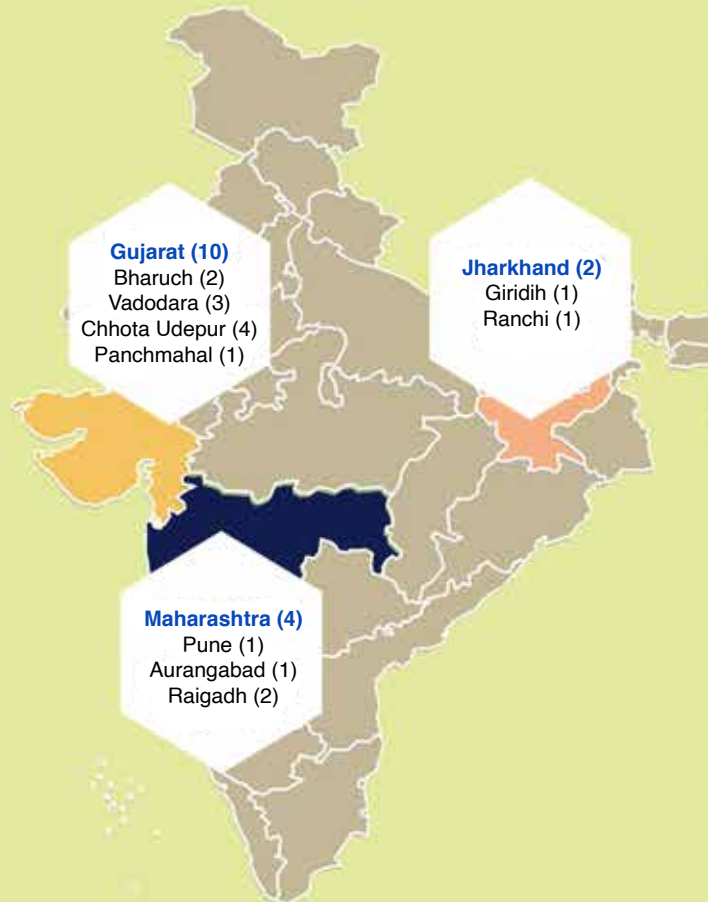 Gujarat (10)
Bharuch (2)
Vadodara (3)
Chhota Udepur (4)
Panchmahal (1)
Jharkhand (2)
Giridih (1)
Ranchi (1)
Maharashtra (4)
Pune (1)
Aurangabad (1)
Raigadh (2)